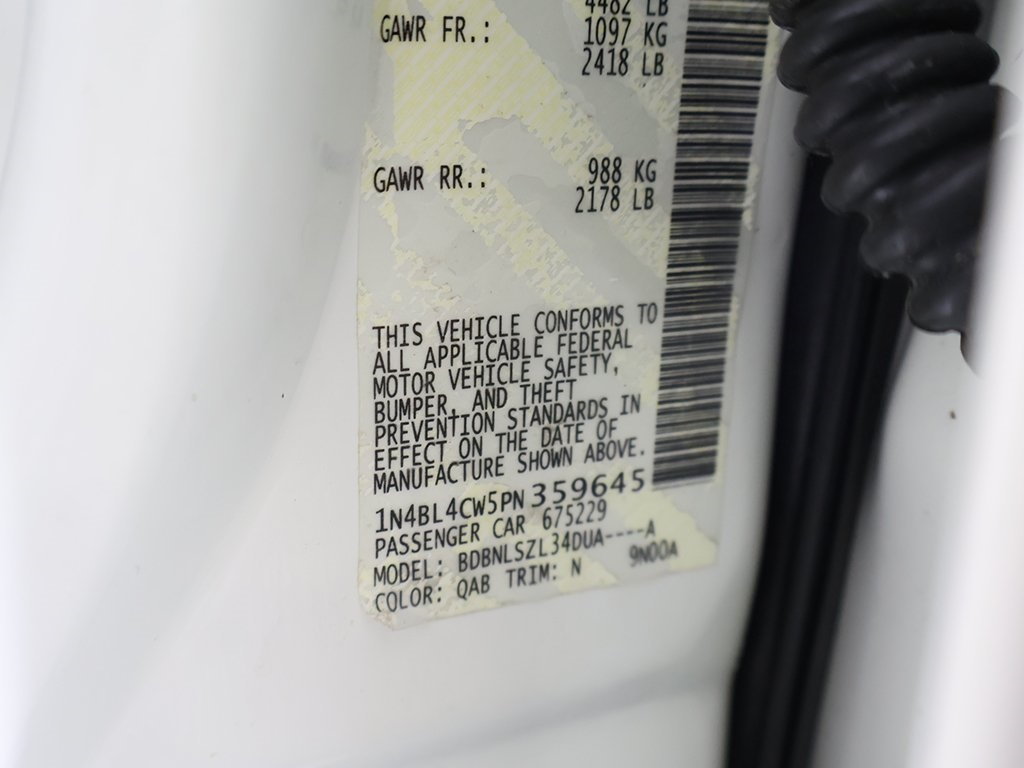 4482 LB
GAWR FR.: 1097 KG
2418 LB
GAWR RR.: 988 KG
2178 LB
THIS VEHICLE CONFORMS TO
ALL APPLICABLE FEDERAL
MOTOR VEHICLE SAFETY,
BUMPER, AND THEFT
PREVENTION STANDARDS IN
EFFECT ON THE DATE OF
MANUFACTURE SHOWN ABOVE.
1N4BL4CW5PN359645
PASSENGER CAR 675229
MODEL: BDBNLSZL34DUA----A
COLOR: QAB TRIM: N 9N00A